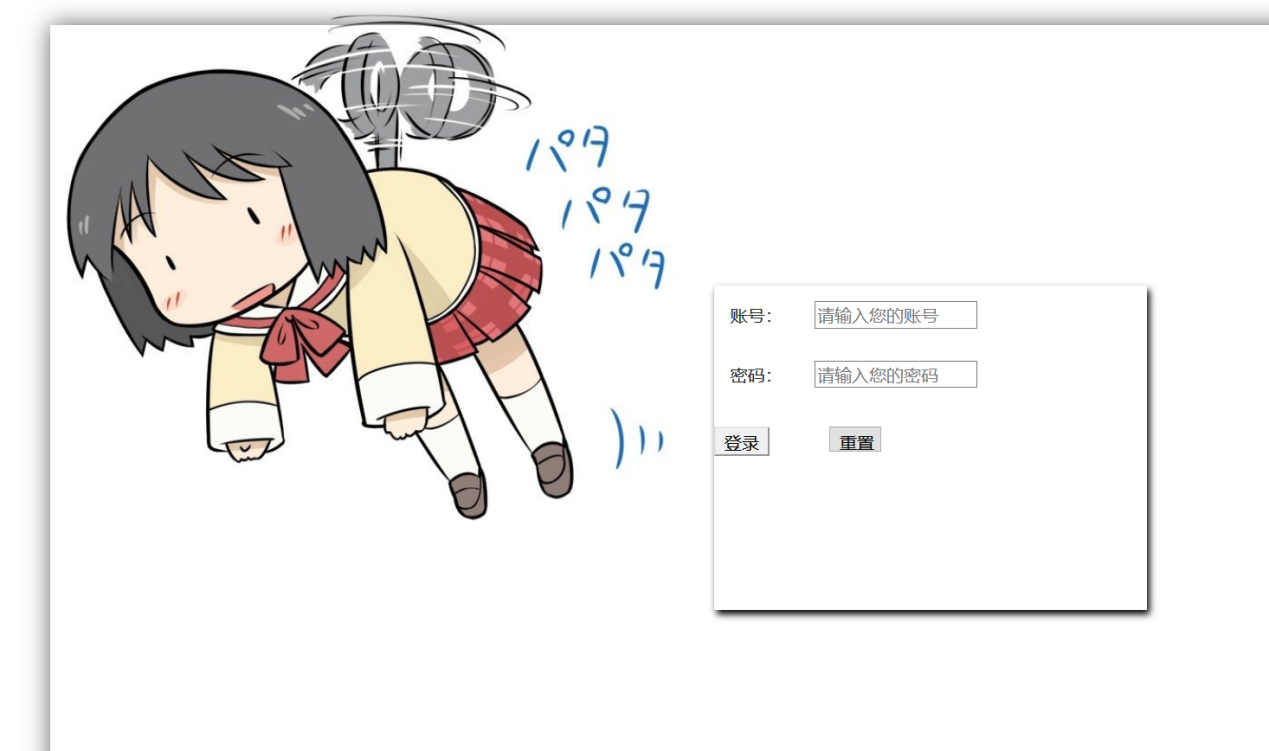 パタ
パタ
パタ
账号： 请输入您的账号
密码： 请输入您的密码
登录 重置